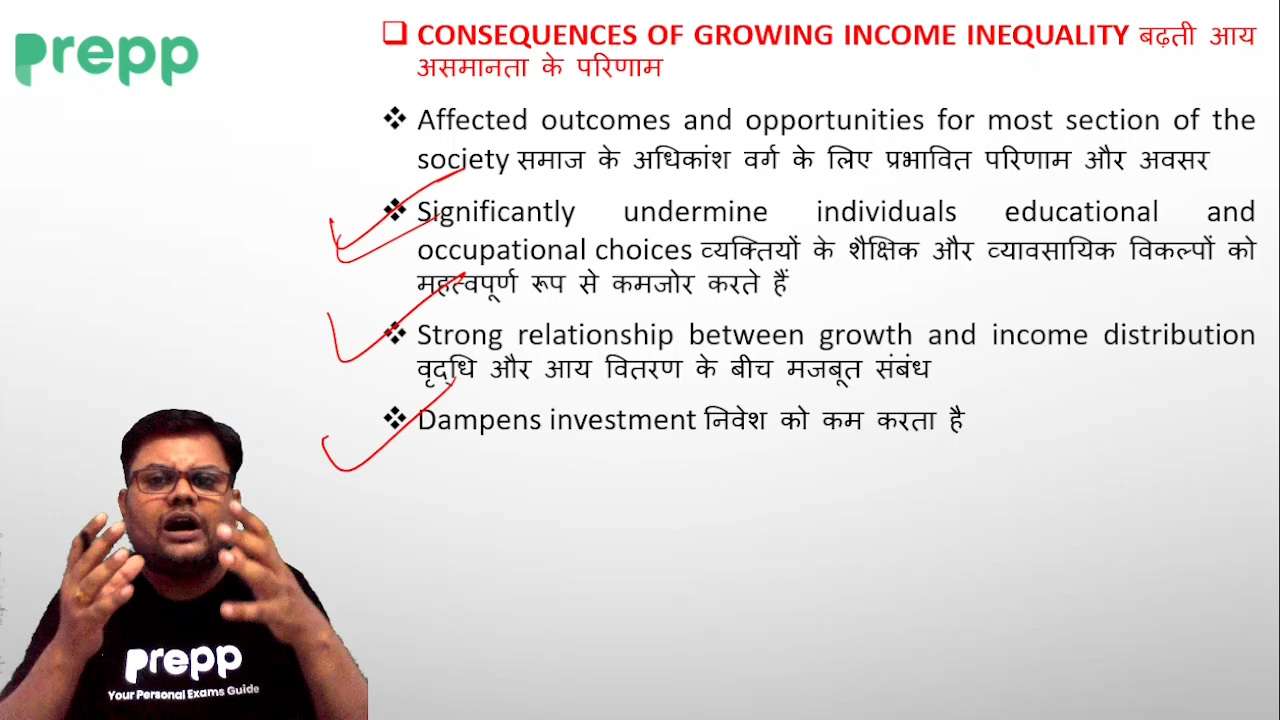 prepp
CONSEQUENCES OF GROWING INCOME INEQUALITY बढ़ती आय
असमानता के परिणाम
Affected outcomes and opportunities for most section of the
society समाज के अधिकांश वर्ग के लिए प्रभावित परिणाम और अवसर
Significantly undermine individuals educational and
occupational choices व्यक्तियों के शैक्षिक और व्यावसायिक विकल्पों को
महत्वपूर्ण रूप से कमजोर करते हैं
Strong relationship between growth and income distribution
वृद्धि और आय वितरण के बीच मजबूत संबंध
Dampens investment निवेश को कम करता है
prepp
Your Personal Exams Guide